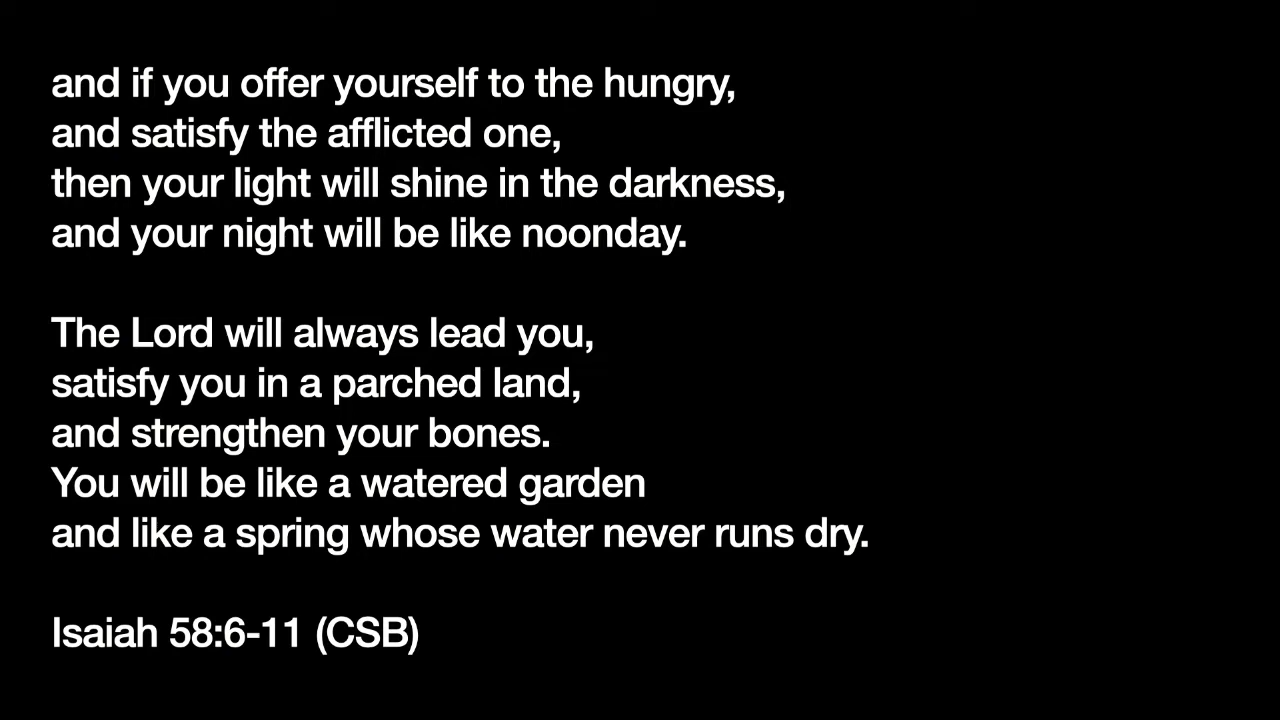 and if you offer yourself to the hungry,
and satisfy the afflicted one,
then your light will shine in the darkness,
and your night will be like noonday.
The Lord will always lead you,
satisfy you in a parched land,
and strengthen your bones.
You will be like a watered garden
and like a spring whose water never runs dry.
Isaiah 58:6-11 (CSB)